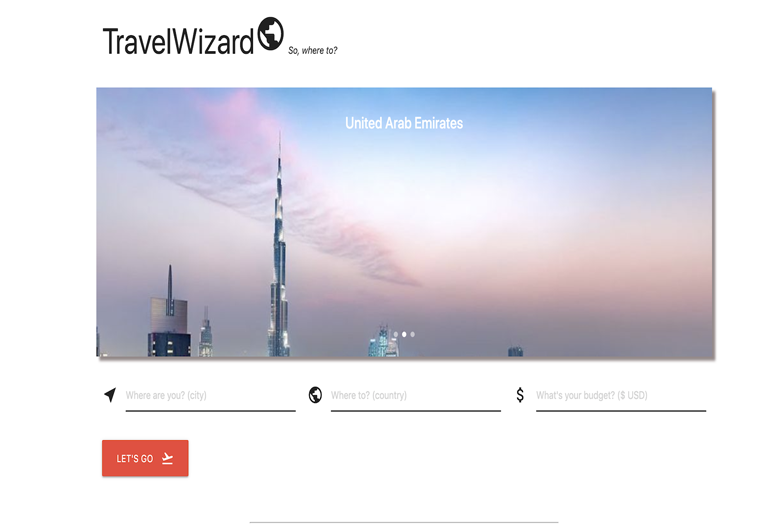 TravelWizard
So, where to?
United Arab Emirates
Where are you? (city)
Where to? (country)
$
What's your budget? ($ USD)
LET'S GO